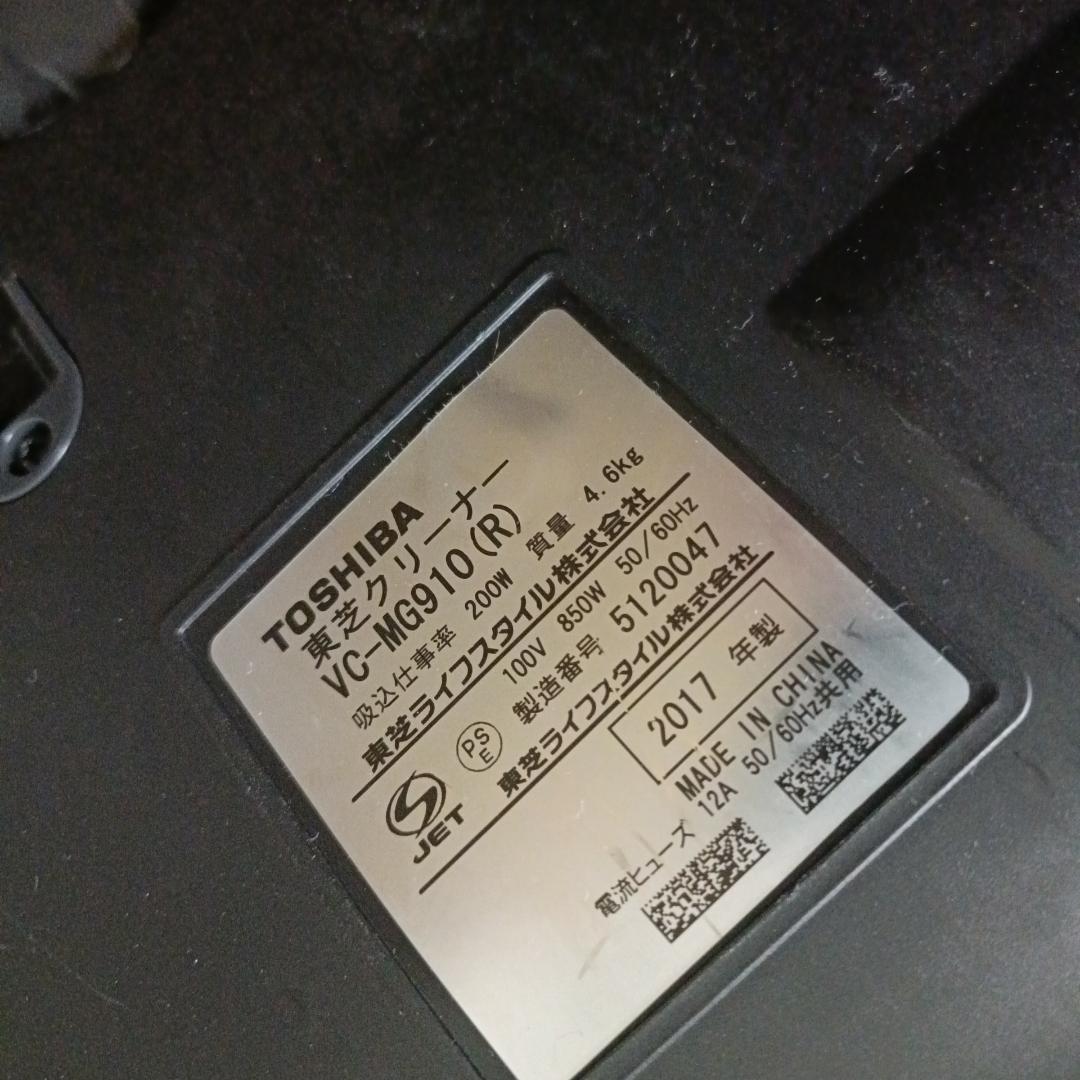 TOSHIBA
東芝クリーナー
VC-MG910(R)
吸込仕事率 200W 質量 4.6kg
東芝ライフスタイル株式会社
100V 850W 50/60Hz
PSE
製造番号 5120047
JET
東芝ライフスタイル株式会社
2017 年製
MADE IN CHINA
電流ヒューズ 12A 50/60Hz共用